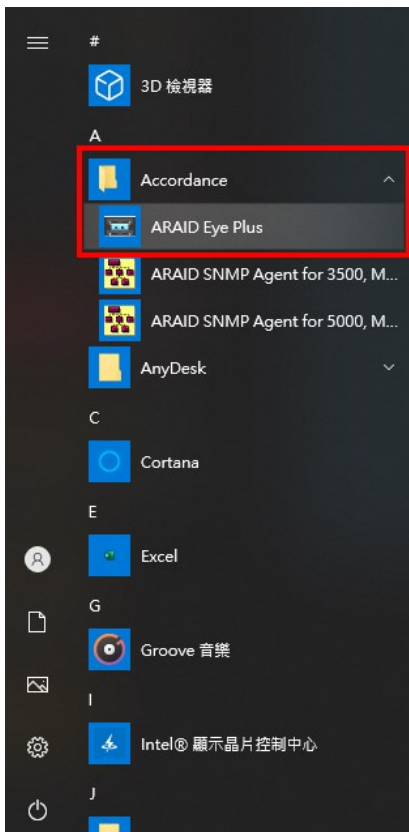 #
3D 檢視器
A
Accordance
ARAID Eye Plus
ARAID SNMP Agent for 3500, M...
ARAID SNMP Agent for 5000, M...
AnyDesk
C
Cortana
E
Excel
G
Groove 音樂
I
Intel® 顯示晶片控制中心
J